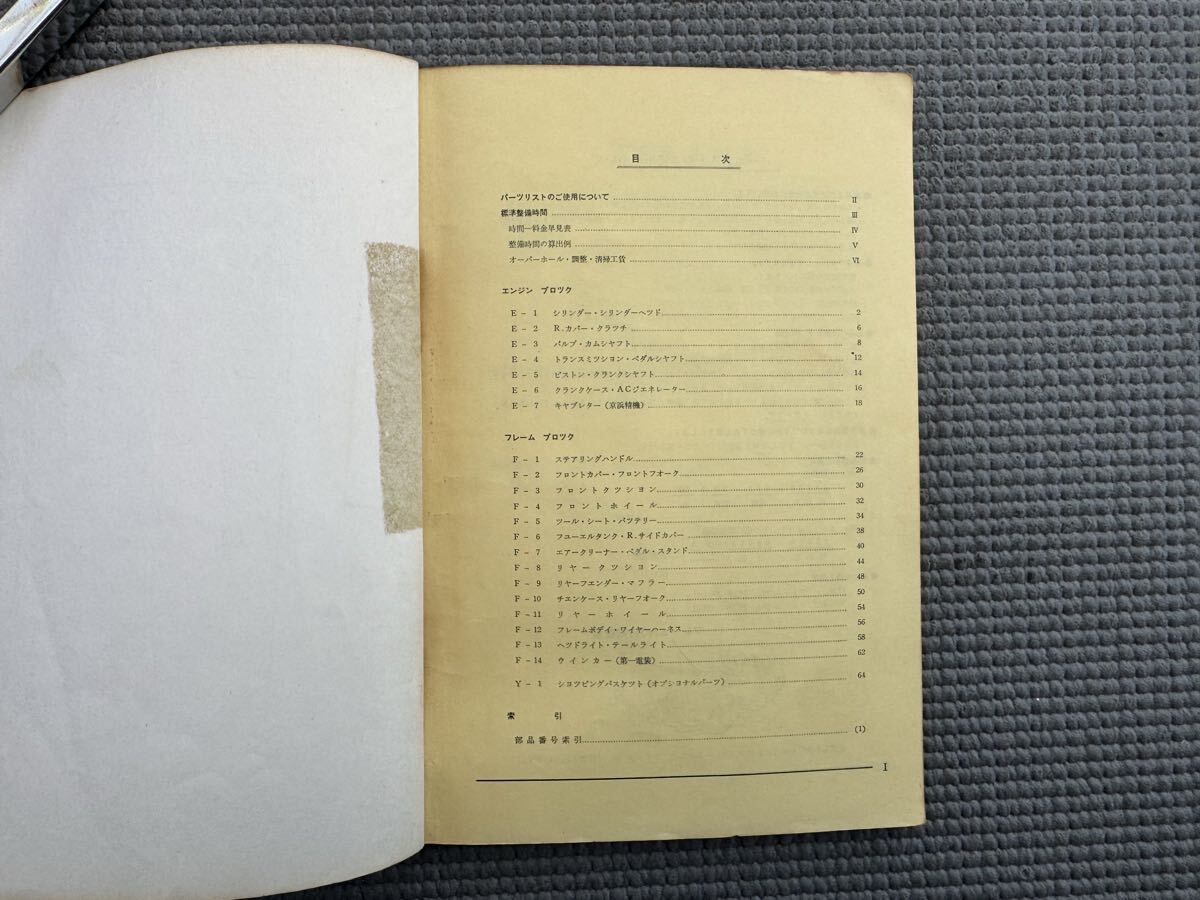 目　次
パーツリストのご使用について II
標準整備時間 III
時間―料金早見表 IV
整備時間の算出例 V
オーバーホール・調整・清掃工賃 VI
エンジン ブロツク
E－1 シリンダー・シリンダーヘツド 2
E－2 R.カバー・クラツチ 6
E－3 バルブ・カムシヤフト 8
E－4 トランスミツシヨン・ペダルシヤフト 12
E－5 ピストン・クランクシヤフト 14
E－6 クランクケース・ACジエネレーター 16
E－7 キヤブレター（京浜精機） 18
フレーム ブロツク
F－1 ステアリングハンドル 22
F－2 フロントカバー・フロントフオーク 26
F－3 フロントクツシヨン 30
F－4 フロントホイール 32
F－5 ツール・シート・バツテリー 34
F－6 フユーエルタンク・R.サイドカバー 38
F－7 エアークリーナー・ペダル・スタンド 40
F－8 リヤークツシヨン 44
F－9 リヤーフエンダー・マフラー 48
F－10 チエンケース・リヤーフオーク 50
F－11 リヤーホイール 54
F－12 フレームボデイ・ワイヤーハーネス 56
F－13 ヘツドライト・テールライト 58
F－14 ウインカー（第一電装） 62
Y－1 シヨツピングバスケツト（オプシヨナルパーツ） 64
索　引
部品番号索引 (1)
I